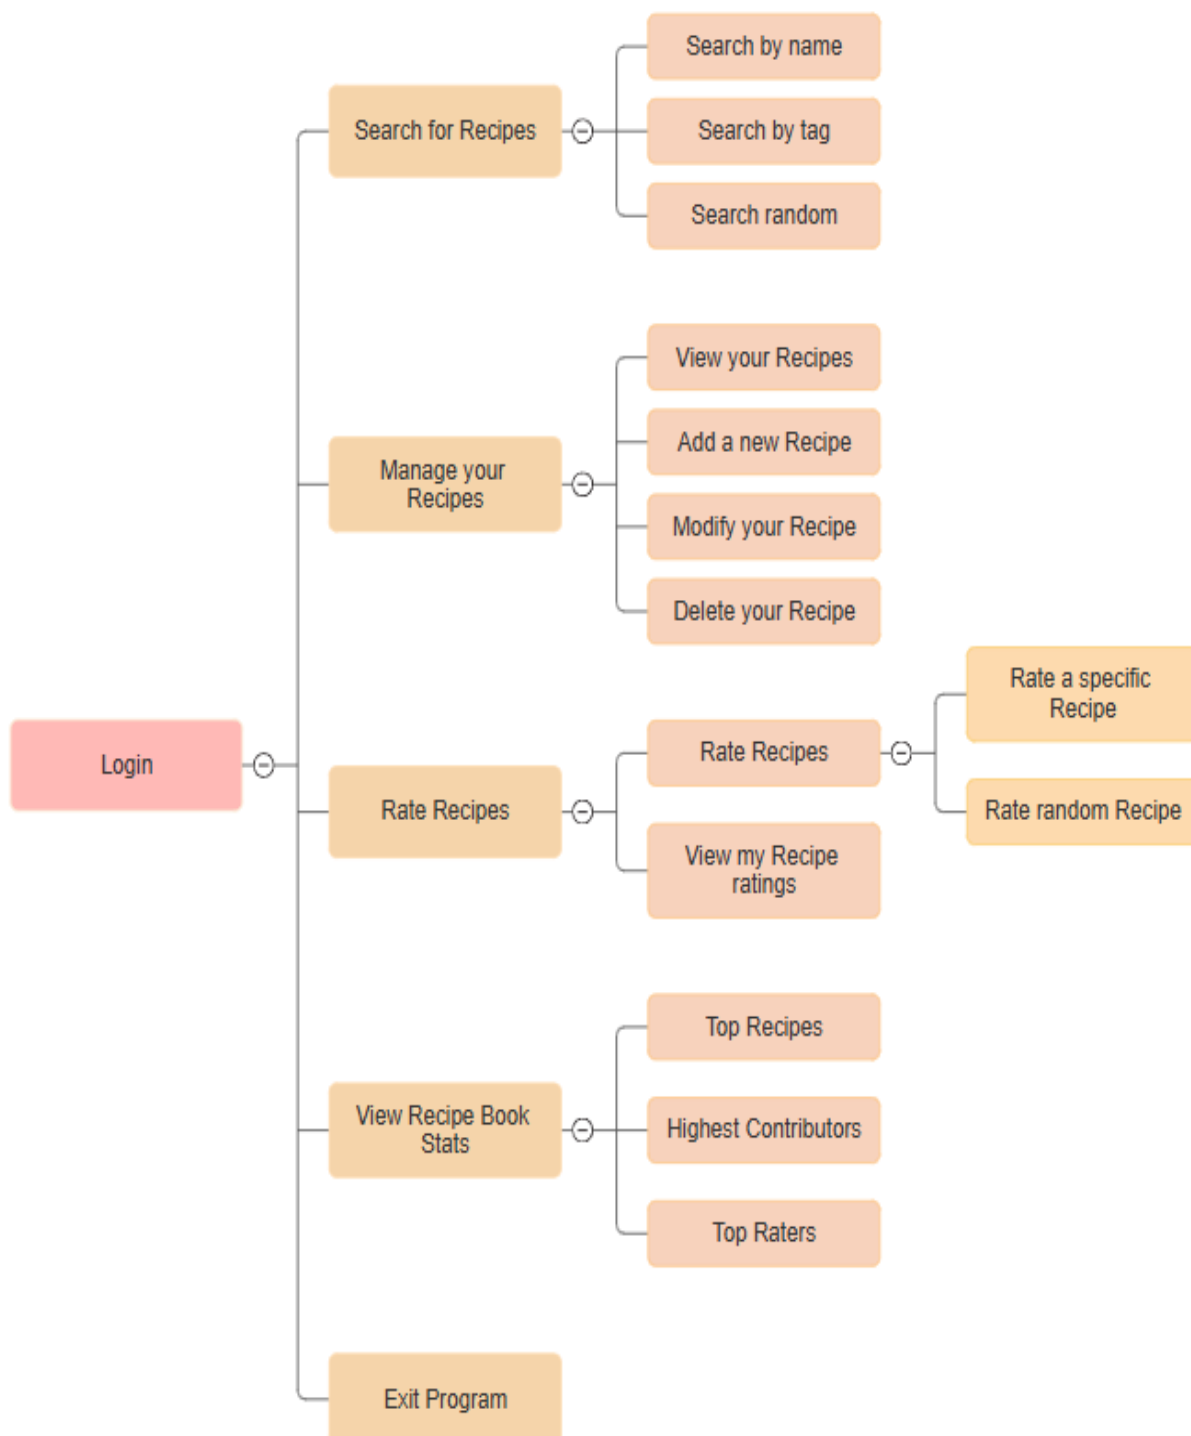 Search by name
Search for Recipes
Search by tag
Search random
View your Recipes
Manage your
Recipes
Add a new Recipe
Modify your Recipe
Delete your Recipe
Login
Rate Recipes
Rate Recipes
Rate a specific
Recipe
Rate random Recipe
View my Recipe
ratings
View Recipe Book
Stats
Top Recipes
Highest Contributors
Top Raters
Exit Program